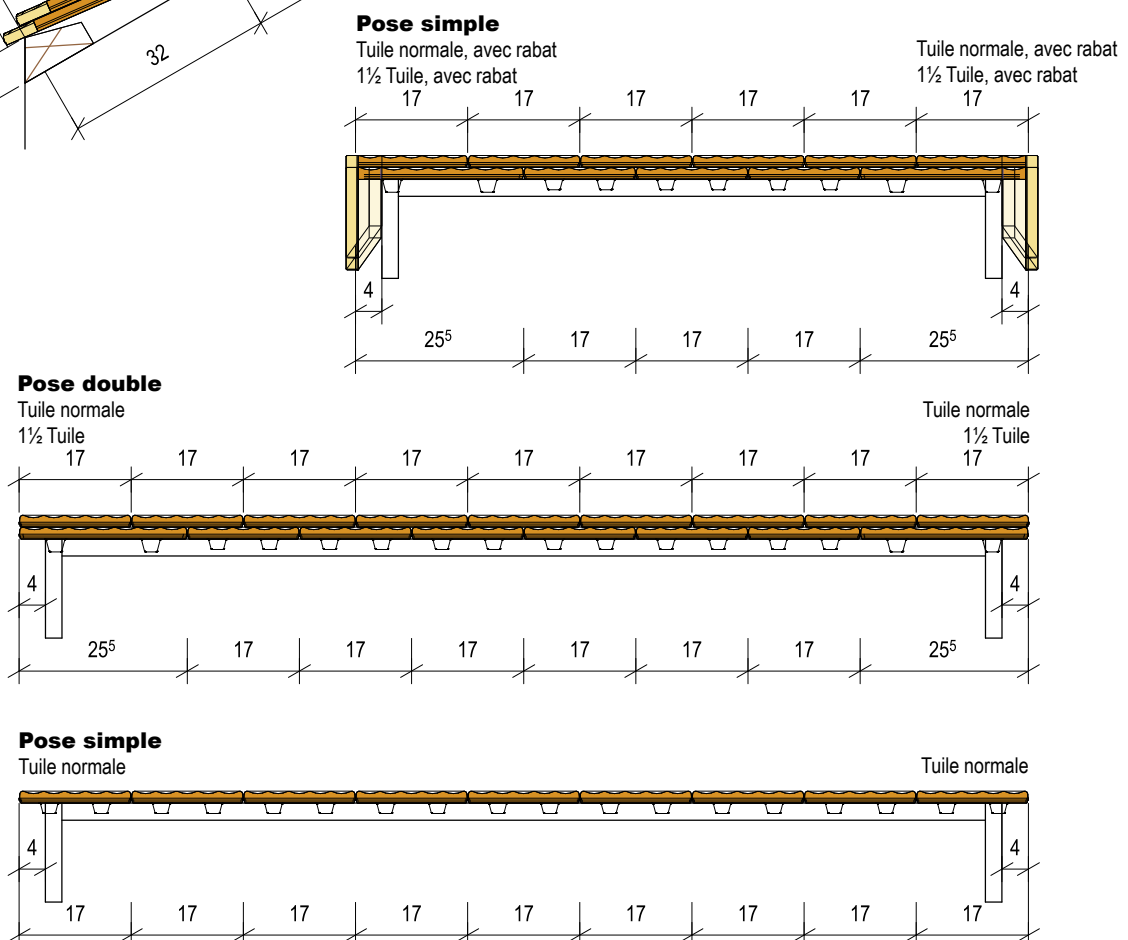 32
Pose simple
Tuile normale, avec rabat
1½ Tuile, avec rabat
Tuile normale, avec rabat
1½ Tuile, avec rabat
17 17 17 17 17 17
4 4
25⁵ 17 17 17 25⁵
Pose double
Tuile normale
1½ Tuile
Tuile normale
1½ Tuile
17 17 17 17 17 17 17 17 17
4 4
25⁵ 17 17 17 17 17 17 25⁵
Pose simple
Tuile normale
Tuile normale
4 4
17 17 17 17 17 17 17 17 17